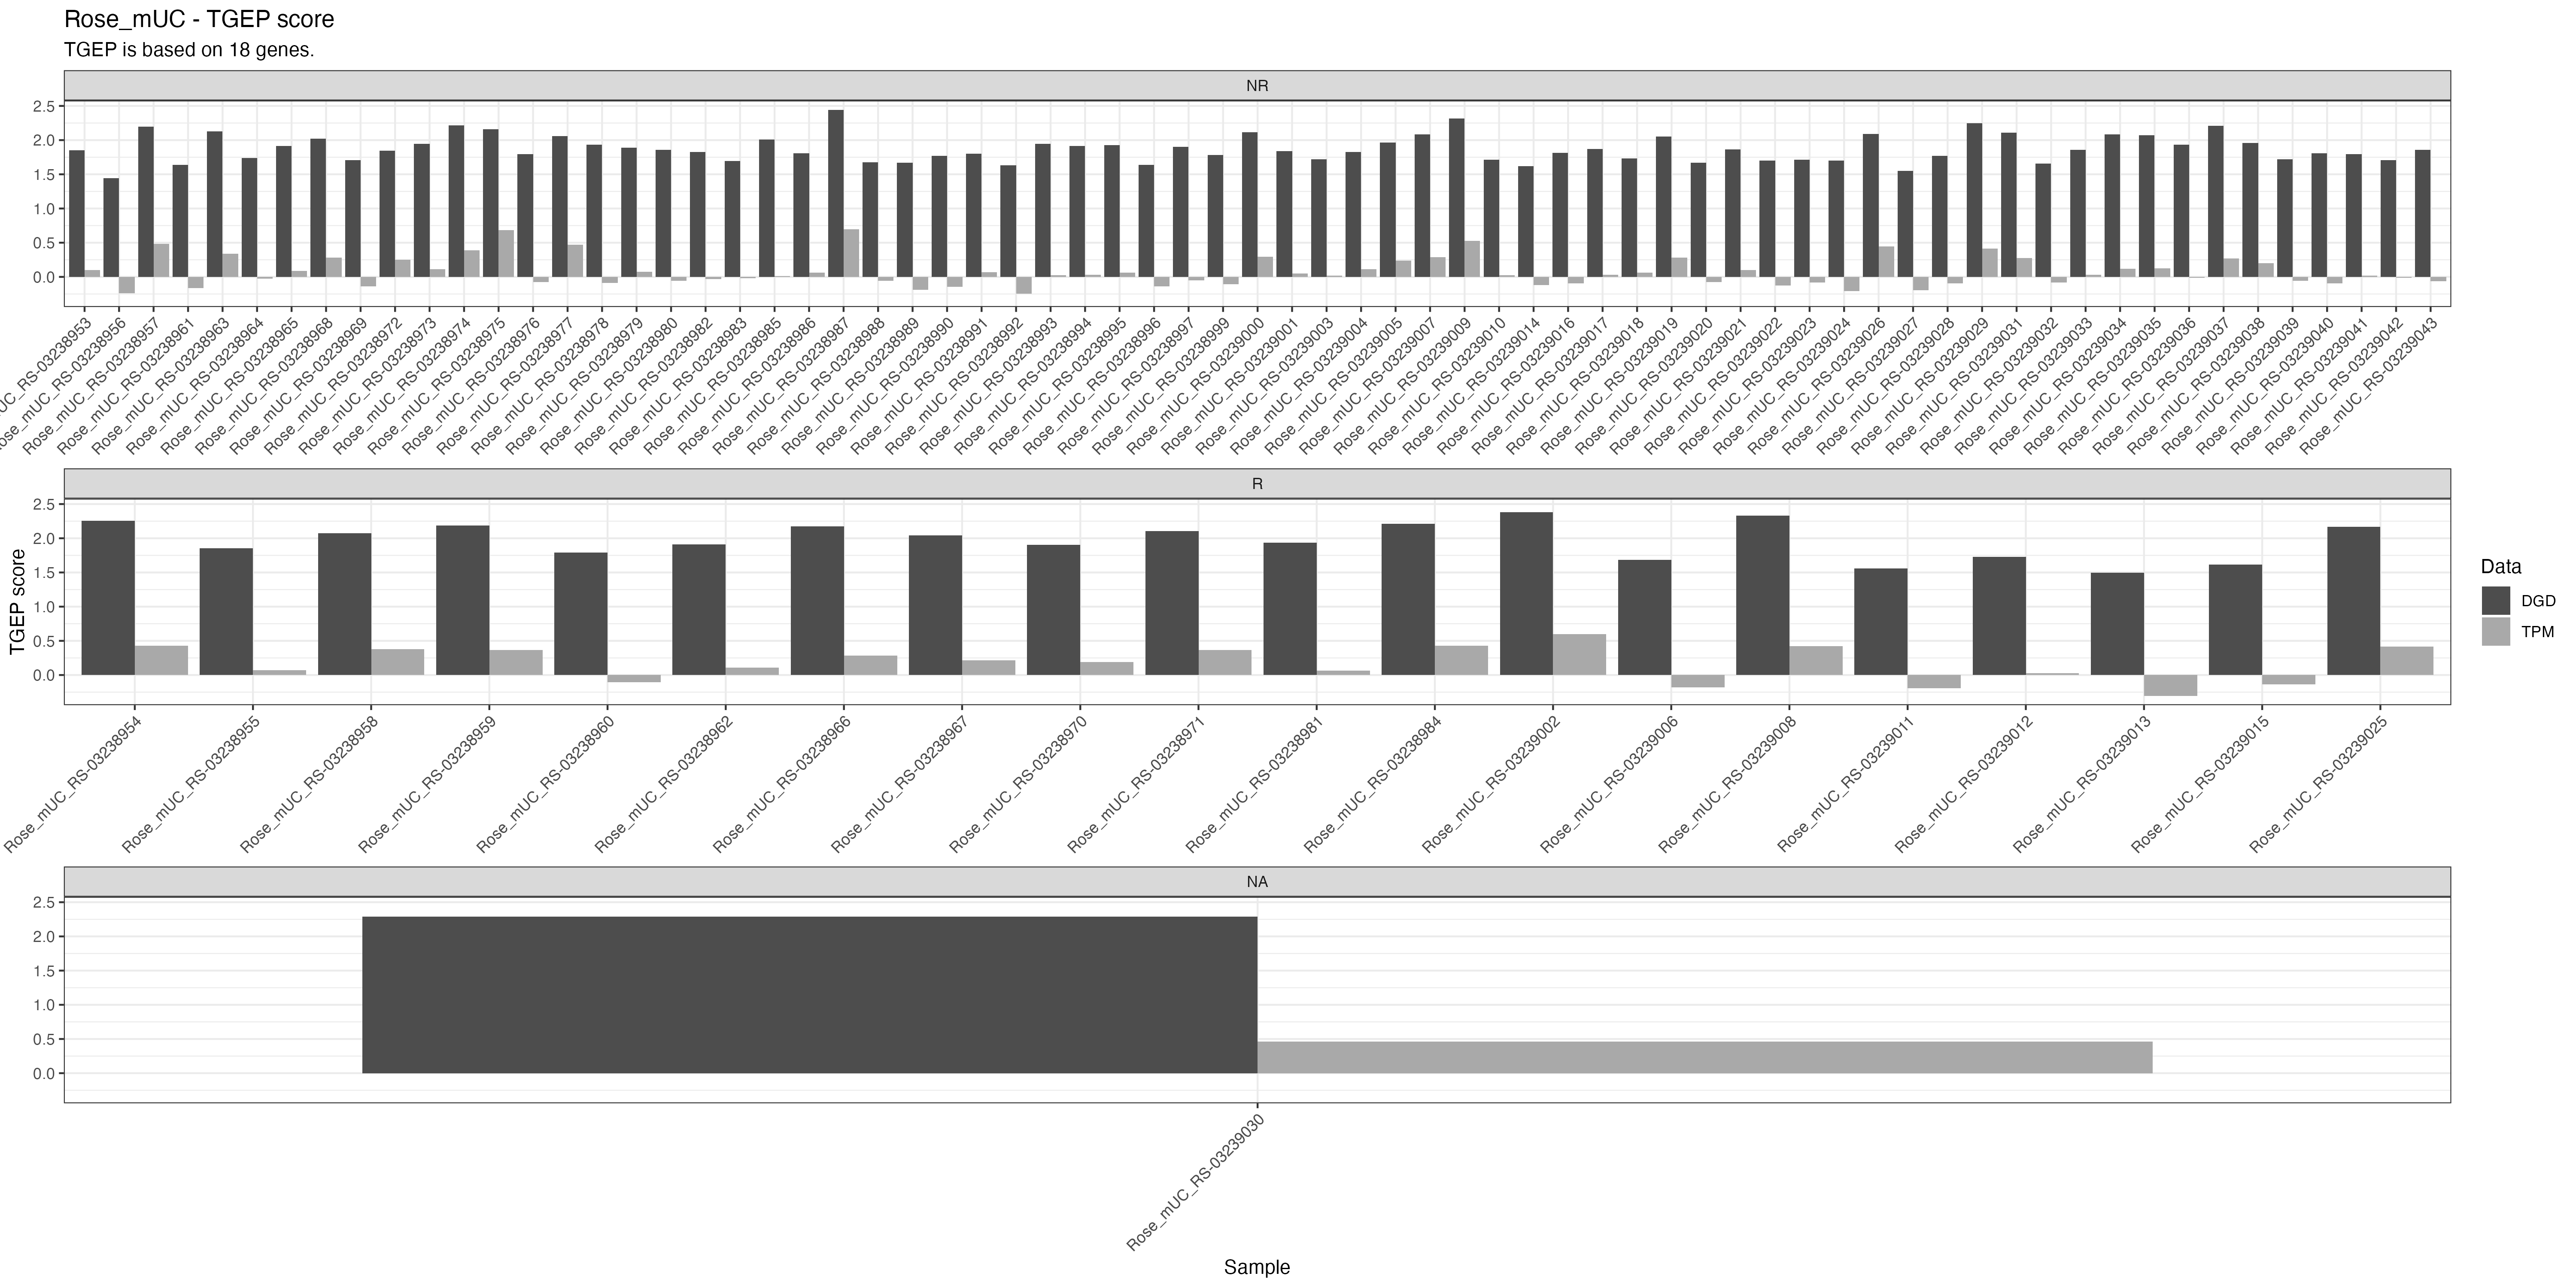 Rose_mUC - TGEP score
TGEP is based on 18 genes.
NR
2.5
2.0
1.5
1.0
0.5
0.0
UC_RS-03238953
ose_mUC_RS-03238956
Rose_mUC_RS-03238957
Rose_mUC_RS-03238961
Rose_mUC_RS-03238963
Rose_mUC_RS-03238964
Rose_mUC_RS-03238965
Rose_mUC_RS-03238968
Rose_mUC_RS-03238969
Rose_mUC_RS-03238972
Rose_mUC_RS-03238973
Rose_mUC_RS-03238974
Rose_mUC_RS-03238975
Rose_mUC_RS-03238976
Rose_mUC_RS-03238977
Rose_mUC_RS-03238978
Rose_mUC_RS-03238979
Rose_mUC_RS-03238980
Rose_mUC_RS-03238982
Rose_mUC_RS-03238983
Rose_mUC_RS-03238985
Rose_mUC_RS-03238986
Rose_mUC_RS-03238987
Rose_mUC_RS-03238988
Rose_mUC_RS-03238989
Rose_mUC_RS-03238990
Rose_mUC_RS-03238991
Rose_mUC_RS-03238992
Rose_mUC_RS-03238993
Rose_mUC_RS-03238994
Rose_mUC_RS-03238995
Rose_mUC_RS-03238996
Rose_mUC_RS-03238997
Rose_mUC_RS-03238999
Rose_mUC_RS-03239000
Rose_mUC_RS-03239001
Rose_mUC_RS-03239003
Rose_mUC_RS-03239004
Rose_mUC_RS-03239005
Rose_mUC_RS-03239007
Rose_mUC_RS-03239009
Rose_mUC_RS-03239010
Rose_mUC_RS-03239014
Rose_mUC_RS-03239016
Rose_mUC_RS-03239017
Rose_mUC_RS-03239018
Rose_mUC_RS-03239019
Rose_mUC_RS-03239020
Rose_mUC_RS-03239021
Rose_mUC_RS-03239022
Rose_mUC_RS-03239023
Rose_mUC_RS-03239024
Rose_mUC_RS-03239026
Rose_mUC_RS-03239027
Rose_mUC_RS-03239028
Rose_mUC_RS-03239029
Rose_mUC_RS-03239031
Rose_mUC_RS-03239032
Rose_mUC_RS-03239033
Rose_mUC_RS-03239034
Rose_mUC_RS-03239035
Rose_mUC_RS-03239036
Rose_mUC_RS-03239037
Rose_mUC_RS-03239038
Rose_mUC_RS-03239039
Rose_mUC_RS-03239040
Rose_mUC_RS-03239041
Rose_mUC_RS-03239042
Rose_mUC_RS-03239043
R
2.5
2.0
1.5
1.0
0.5
0.0
Rose_mUC_RS-03238954
Rose_mUC_RS-03238955
Rose_mUC_RS-03238958
Rose_mUC_RS-03238959
Rose_mUC_RS-03238960
Rose_mUC_RS-03238962
Rose_mUC_RS-03238966
Rose_mUC_RS-03238967
Rose_mUC_RS-03238970
Rose_mUC_RS-03238971
Rose_mUC_RS-03238981
Rose_mUC_RS-03238984
Rose_mUC_RS-03239002
Rose_mUC_RS-03239006
Rose_mUC_RS-03239008
Rose_mUC_RS-03239011
Rose_mUC_RS-03239012
Rose_mUC_RS-03239013
Rose_mUC_RS-03239015
Rose_mUC_RS-03239025
TGEP score
NA
2.5
2.0
1.5
1.0
0.5
0.0
Rose_mUC_RS-03239030
Sample
Data
DGD
TPM